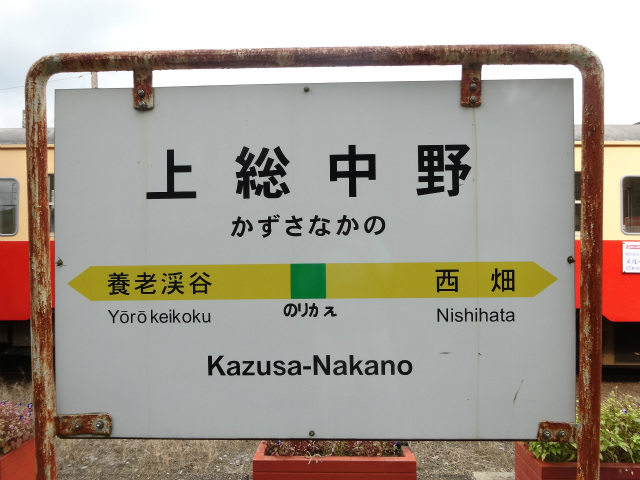 上総中野
かずさなかの
養老渓谷 西畑
Yōrō keikoku のりかえ Nishihata
Kazusa-Nakano